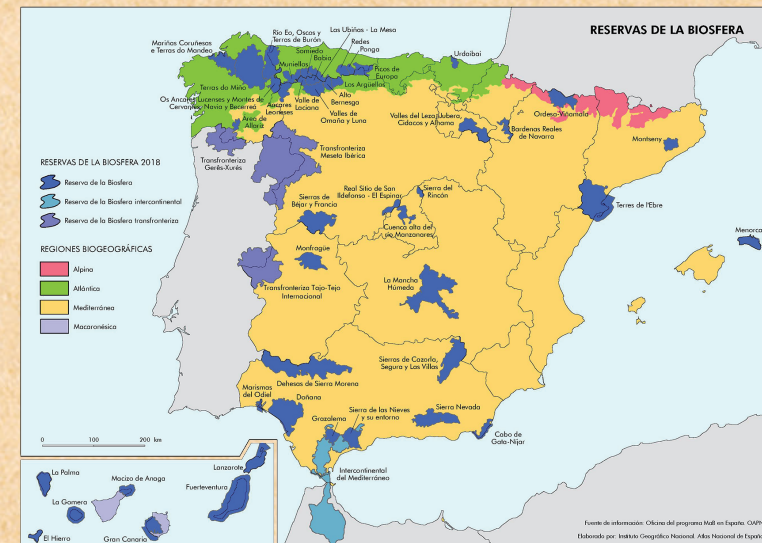 RESERVAS DE LA BIOSFERA
Mariñas Coruñesas
e Terras do Mandeo
Río Eo, Oscos y
Terras de Burón
Las Ubiñas - La Mesa
Somiedo
Babia
Redes
Ponga
Muniellos
Picos de
Europa
Urdaibai
Terras do Miño
Los Argüellos
Os Ancares Lucenses y Montes de
Cervantes, Navia y Becerreá
Ancares
Leoneses
Valle de
Laciana
Alto
Bernesga
Valles de
Omaña y Luna
Área de
Allariz
Valles del Leza, Jubera,
Cidacos y Alhama
Bardenas Reales
de Navarra
Ordesa-Viñamala
Montseny
Transfronteriza
Gerês-Xurés
Transfronteriza
Meseta Ibérica
RESERVAS DE LA BIOSFERA 2018
Reserva de la Biosfera
Reserva de la Biosfera intercontinental
Reserva de la Biosfera transfronteriza
Sierras de
Béjar y Francia
Real Sitio de San
Ildefonso - El Espinar
Sierra del
Rincón
Terres de l'Ebre
Cuenca alta del
río Manzanares
Menorca
REGIONES BIOGEOGRÁFICAS
Alpina
Atlántica
Mediterránea
Macaronésica
Monfragüe
Transfronteriza Tajo-Tejo
Internacional
La Mancha
Húmeda
Sierras de Cazorla,
Segura y Las Villas
Dehesas de Sierra Morena
Marismas
del Odiel
Doñana
Grazalema
Sierra de las Nieves
y su entorno
Sierra Nevada
Cabo de
Gata-Níjar
0 100 200 km
Intercontinental
del Mediterráneo
La Palma
Macizo de Anaga
Lanzarote
Fuerteventura
La Gomera
El Hierro
Gran Canaria
Fuente de información: Oficina del programa MaB en España. OAPN
Elaborado por: Instituto Geográfico Nacional. Atlas Nacional de España